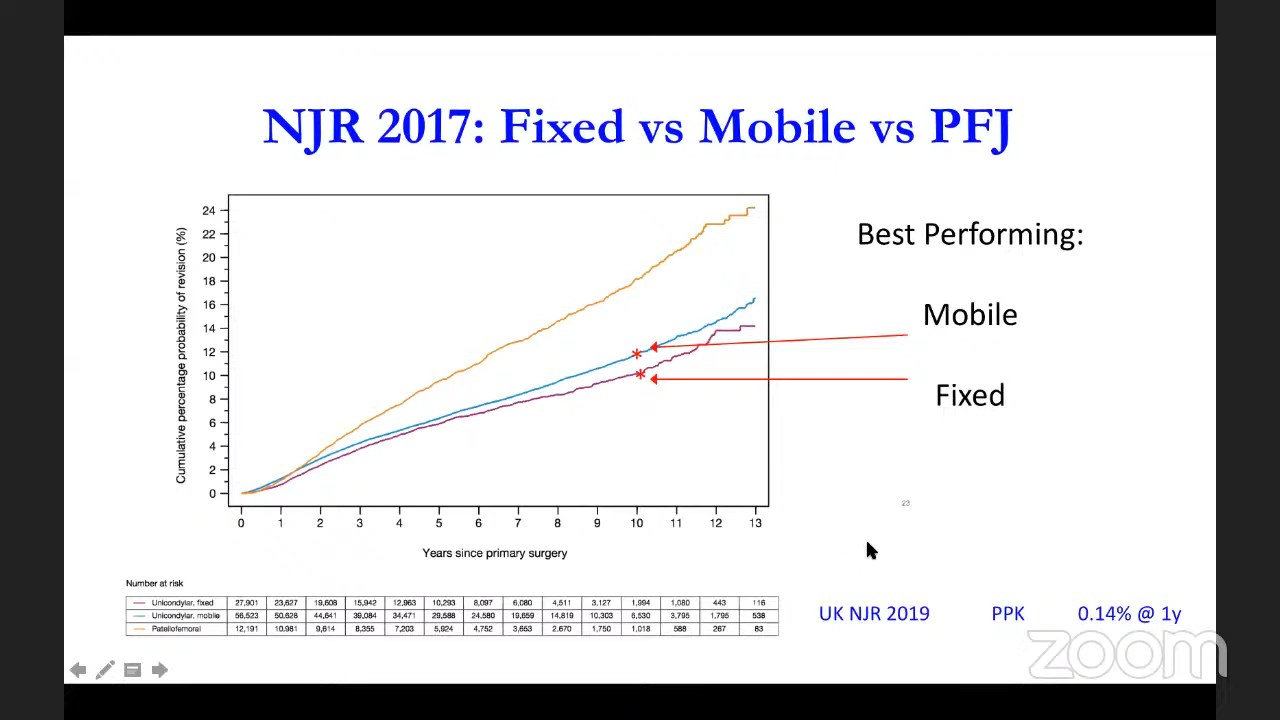 NJR 2017: Fixed vs Mobile vs PFJ
Cumulative percentage probability of revision (%)
24
22
20
18
16
14
12
10
8
6
4
2
0
0 1 2 3 4 5 6 7 8 9 10 11 12 13
Years since primary surgery
Best Performing:
Mobile
Fixed
23
Number at risk
Unicondylar, fixed 27,901 23,627 19,608 15,942 12,963 10,293 8,097 6,080 4,511 3,127 1,994 1,080 443 116
Unicondylar, mobile 56,523 50,628 44,641 39,084 34,471 29,588 24,580 19,659 14,819 10,303 6,530 3,795 1,795 538
Patellofemoral 12,191 10,981 9,614 8,355 7,203 5,924 4,752 3,653 2,670 1,750 1,018 588 267 83
UK NJR 2019 PPK 0.14% @ 1y
zoom